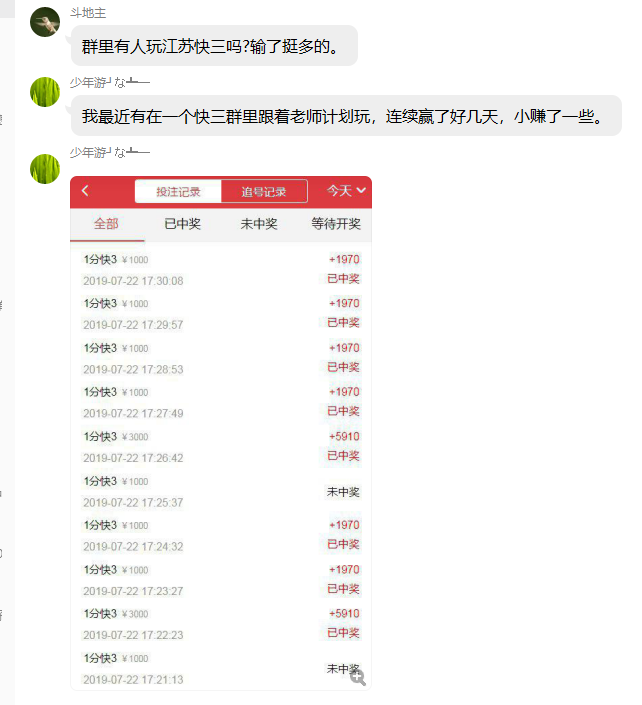 斗地主
群里有人玩江苏快三吗?输了挺多的。
少年游┘な┻━
我最近有在一个快三群里跟着老师计划玩，连续赢了好几天，小赚了一些。
少年游┘な┻━
投注记录 追号记录 今天
全部 已中奖 未中奖 等待开奖
1分快3 ¥1000 +1970
2019-07-22 17:30:08 已中奖
1分快3 ¥1000 +1970
2019-07-22 17:29:57 已中奖
1分快3 ¥1000 +1970
2019-07-22 17:28:53 已中奖
1分快3 ¥1000 +1970
2019-07-22 17:27:49 已中奖
1分快3 ¥3000 +5910
2019-07-22 17:26:42 已中奖
1分快3 ¥1000
未中奖
2019-07-22 17:25:37
1分快3 ¥1000 +1970
2019-07-22 17:24:32 已中奖
1分快3 ¥1000 +1970
2019-07-22 17:23:27 已中奖
1分快3 ¥3000 +5910
2019-07-22 17:22:23 已中奖
1分快3 ¥1000
未中奖
2019-07-22 17:21:13